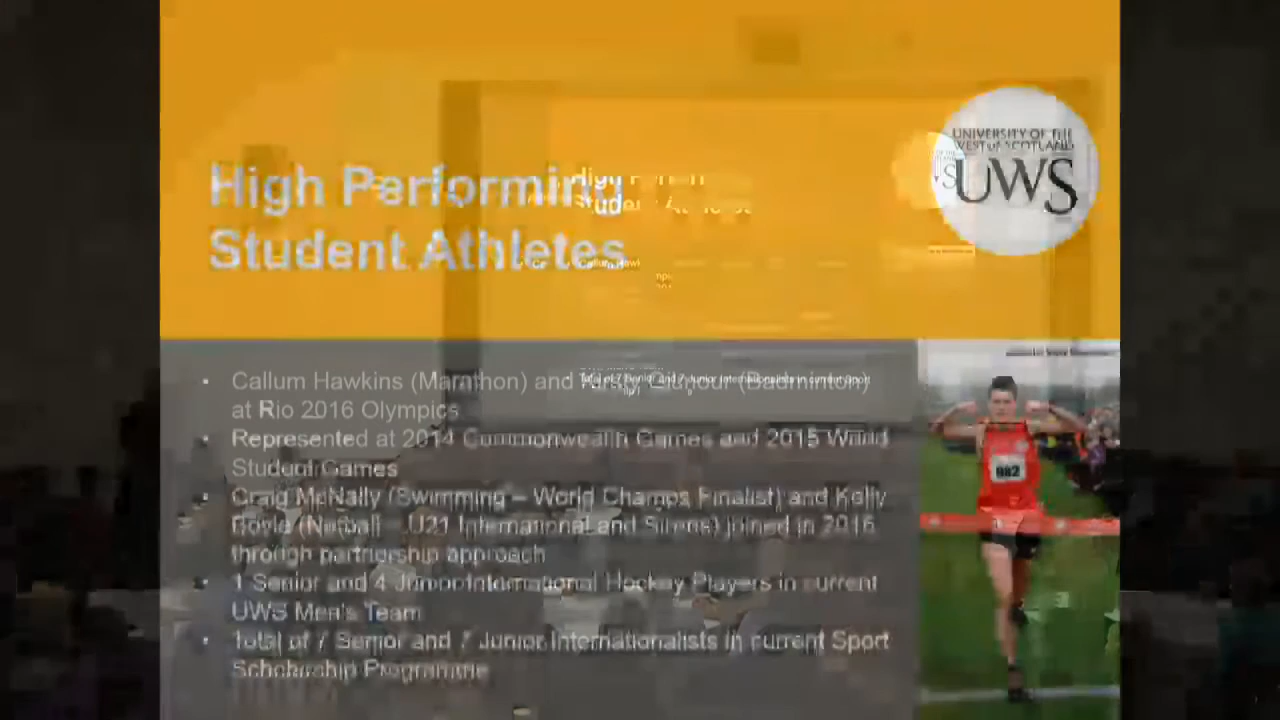 High Performing
Student Athletes
UNIVERSITY OF THE
WEST of SCOTLAND
UWS
• Callum Hawkins (Marathon) and (Badminton)
at Rio 2016 Olympics
• Represented at 2014 Commonwealth Games and 2015 World
Student Games
• Craig McNally (Swimming – World Champs Finalist) and Kelly
Boyle (Netball – U21 International and Sirens) joined in 2016
through partnership approach
• 1 Senior and 4 Junior International Hockey Players in current
UWS Men's Team
• Total of 7 Senior and 7 Junior Internationalists in current Sport
Scholarship Programme
982